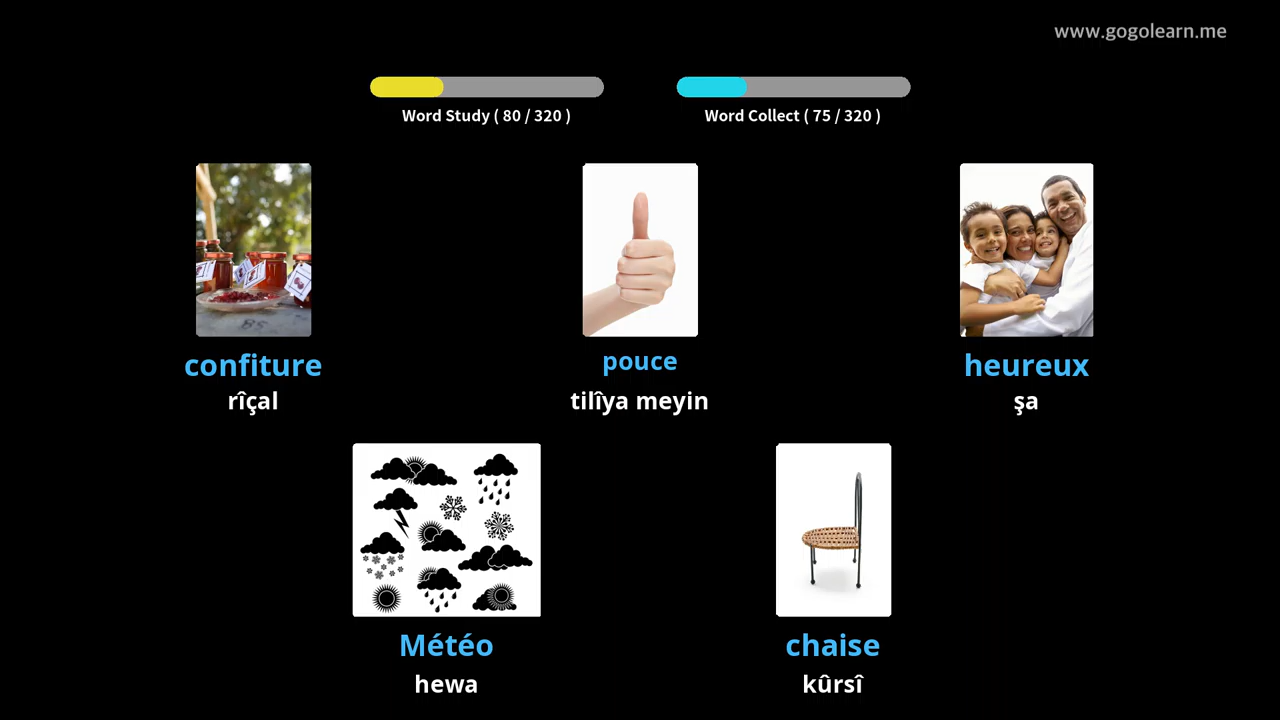 www.gogolearn.me
Word Study ( 80 / 320 )
Word Collect ( 75 / 320 )
confiture
rîçal
pouce
tilîya meyin
heureux
şa
Météo
hewa
chaise
kûrsî